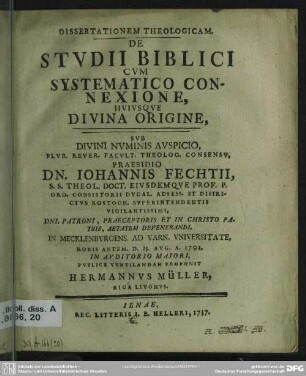 DISSERTATIONEM THEOLOGICAM.
DE
STVDII BIBLICI
CVM
SYSTEMATICO CON-
NEXIONE,
HVIVSQVE
DIVINA ORIGINE,
SVB
DIVINI NVMINIS AVSPICIO,
PLVR. REVER. FACVLT. THEOLOG. CONSENSV,
PRAESIDIO
DN. IOHANNIS FECHTII,
S. S. THEOL. DOCT. EIVSDEMQVE PROF. P.
ORD. CONSISTORII DVCAL. ADSESS. ET DISTRI-
CTVS ROSTOCH. SVPERINTENDENTIS
VIGILANTISSIMI,
DNI. PATRONI, PRAECEPTORIS ET IN CHRISTO PA-
TRIS, AETATEM DEVENERANDI,
IN MECKLENBVRGENS. AD VARN. VNIVERSITATE,
HORIS ANTEM. D. AVG. A.
IN AVDITORIO MAIORI,
PVBLICE VENTILANDAM PROPONIT
HERMANNVS MÜLLER,
RIGA LIVONVS.
IENAE,
REC. LITTERIS I. B. HELLERI, 1737.
diss. A
20